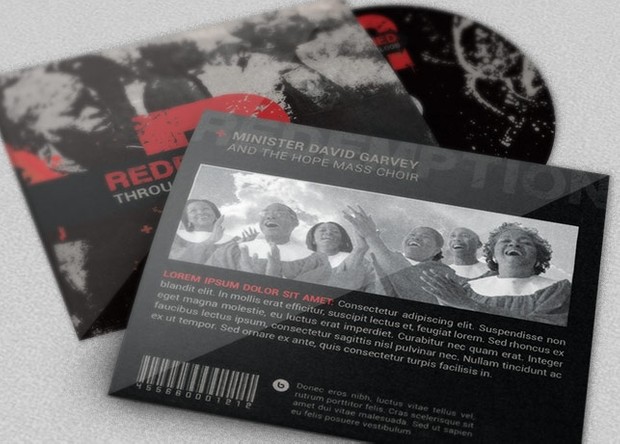 REDEMPTION
MINISTER DAVID GARVEY
AND THE HOPE MASS CHOIR
LOREM IPSUM DOLOR SIT AMET. Consectetur adipiscing elit. Suspendisse non
blandit elit. In mollis erat efficitur, suscipit lectus et, feugiat lorem. Sed rhoncus ex
eget magna molestie, eu luctus erat imperdiet. Curabitur nec quam erat. Integer
faucibus lectus ipsum, consectetur sagittis nisl pulvinar nec. Nullam tincidunt ac
ex ut tempor. Sed ornare ex ante, quis consectetur turpis facilisis in.
455660001212
Donec eros nibh, luctus vitae tellus vel,
rutrum porttitor felis. Cras scelerisque sit
amet dui vitae malesuada. Sed ut sapien
eu felis posuere vestibulum